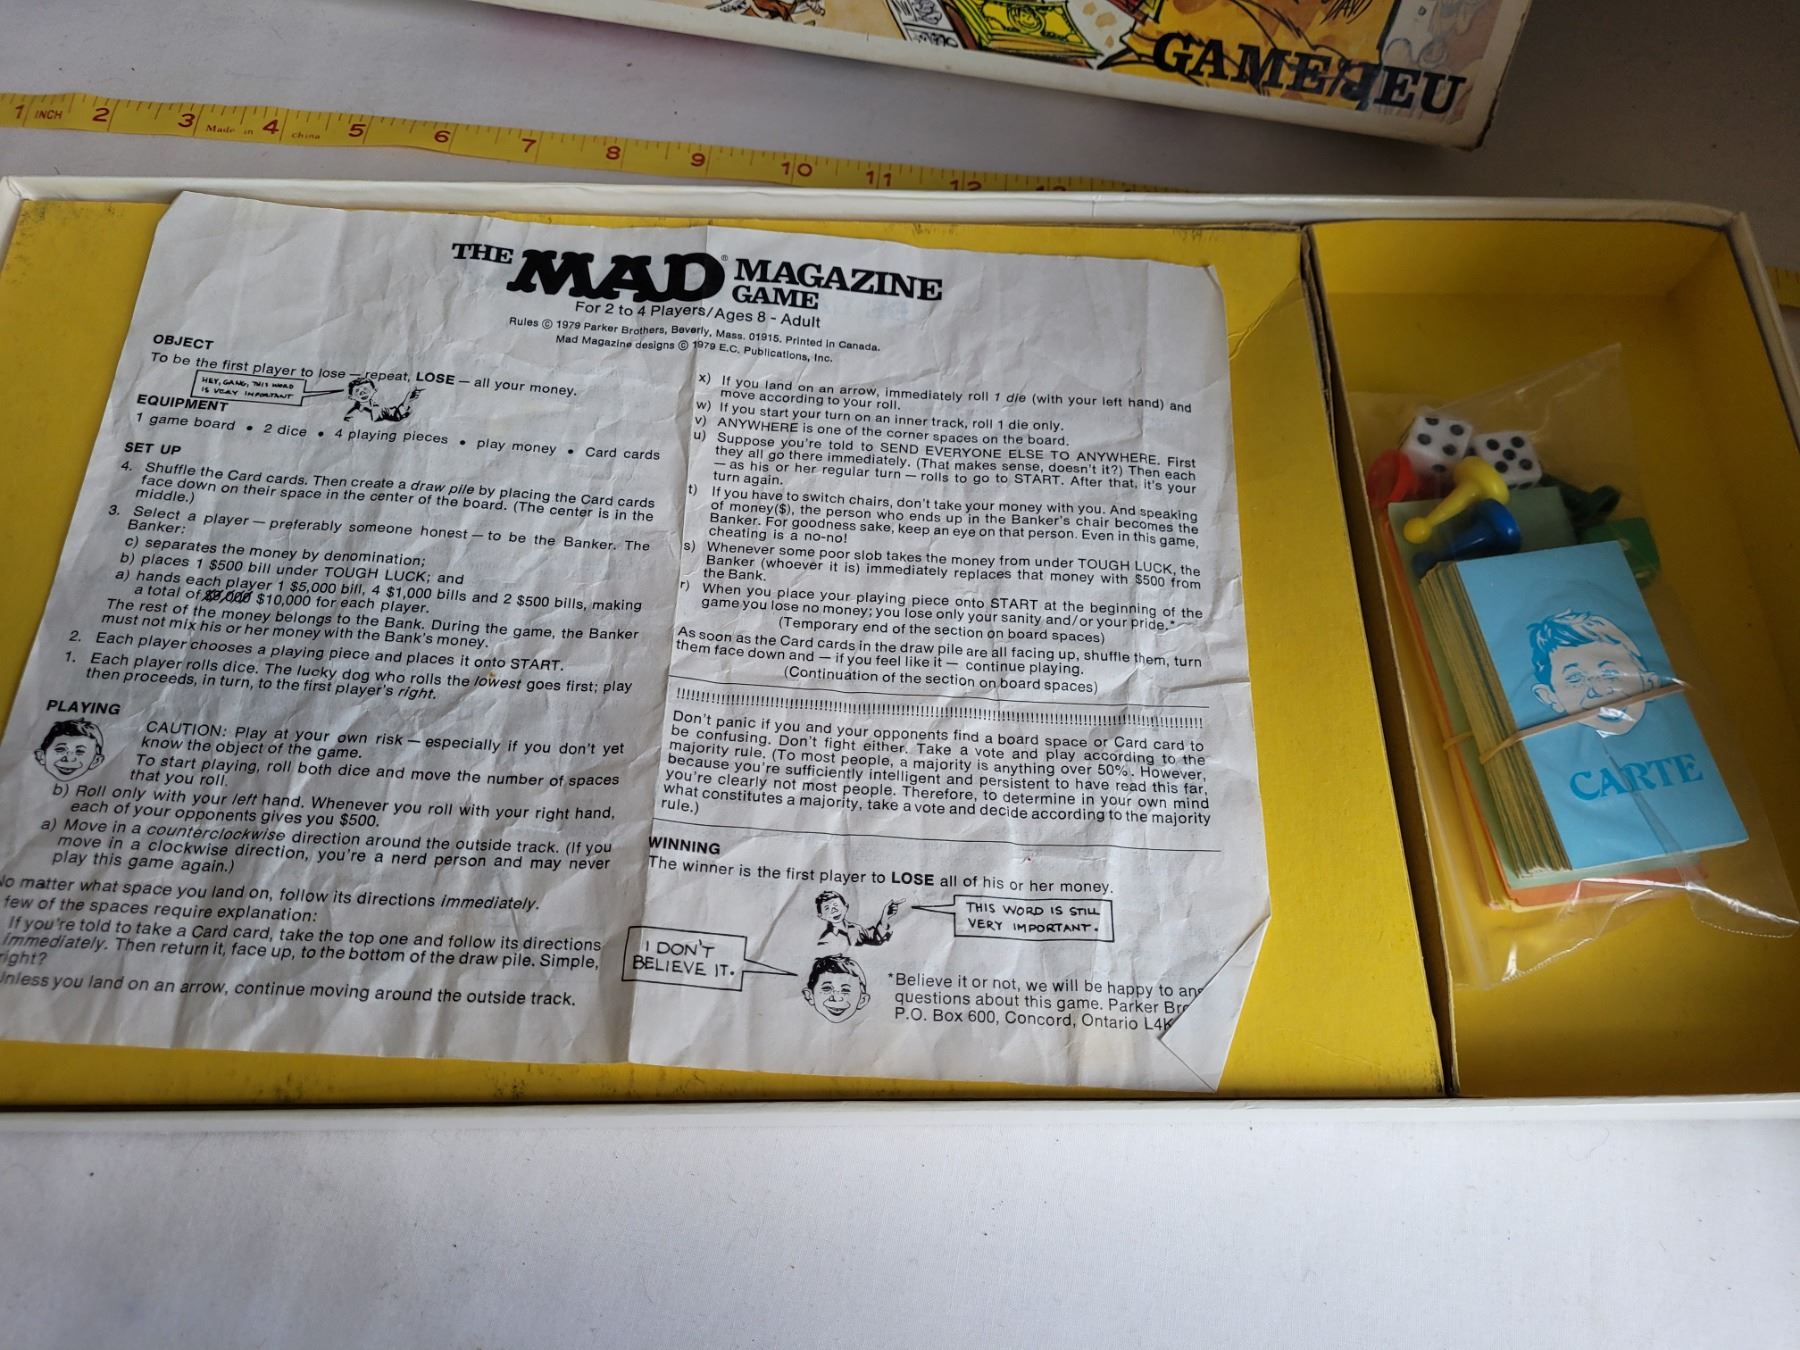 GAME/JEU
1 INCH 2 3 Made in 4 china 5 6 7 8 9 10 11 12 13
THE MAD® MAGAZINE
GAME
For 2 to 4 Players/Ages 8 - Adult
Rules © 1979 Parker Brothers, Beverly, Mass. 01915. Printed in Canada.
Mad Magazine designs © 1979 E.C. Publications, Inc.
OBJECT
To be the first player to lose — repeat, LOSE — all your money.
HEY, GANG, THIS WORD
IS VERY IMPORTANT
EQUIPMENT
1 game board • 2 dice • 4 playing pieces • play money • Card cards
SET UP
4. Shuffle the Card cards. Then create a draw pile by placing the Card cards
face down on their space in the center of the board. (The center is in the
middle.)
3. Select a player — preferably someone honest — to be the Banker. The
Banker:
c) separates the money by denomination;
b) places 1 $500 bill under TOUGH LUCK; and
a) hands each player 1 $5,000 bill, 4 $1,000 bills and 2 $500 bills, making
a total of $9,000 $10,000 for each player.
The rest of the money belongs to the Bank. During the game, the Banker
must not mix his or her money with the Bank's money.
2. Each player chooses a playing piece and places it onto START.
1. Each player rolls dice. The lucky dog who rolls the lowest goes first; play
then proceeds, in turn, to the first player's right.
PLAYING
CAUTION: Play at your own risk — especially if you don't yet
know the object of the game.
To start playing, roll both dice and move the number of spaces
that you roll.
b) Roll only with your left hand. Whenever you roll with your right hand,
each of your opponents gives you $500.
a) Move in a counterclockwise direction around the outside track. (If you
move in a clockwise direction, you're a nerd person and may never
play this game again.)
No matter what space you land on, follow its directions immediately.
few of the spaces require explanation:
If you're told to take a Card card, take the top one and follow its directions
immediately. Then return it, face up, to the bottom of the draw pile. Simple,
right?
Unless you land on an arrow, continue moving around the outside track.
x) If you land on an arrow, immediately roll 1 die (with your left hand) and
move according to your roll.
w) If you start your turn on an inner track, roll 1 die only.
v) ANYWHERE is one of the corner spaces on the board.
u) Suppose you're told to SEND EVERYONE ELSE TO ANYWHERE. First
they all go there immediately. (That makes sense, doesn't it?) Then each
— as his or her regular turn — rolls to go to START. After that, it's your
turn again.
t) If you have to switch chairs, don't take your money with you. And speaking
of money($), the person who ends up in the Banker's chair becomes the
Banker. For goodness sake, keep an eye on that person. Even in this game,
cheating is a no-no!
s) Whenever some poor slob takes the money from under TOUGH LUCK, the
Banker (whoever it is) immediately replaces that money with $500 from
the Bank.
r) When you place your playing piece onto START at the beginning of the
game you lose no money; you lose only your sanity and/or your pride.*
(Temporary end of the section on board spaces)
As soon as the Card cards in the draw pile are all facing up, shuffle them, turn
them face down and — if you feel like it — continue playing.
(Continuation of the section on board spaces)
!!!!!!!!!!!!!!!!!!!!!!!!!!!!!!!!!!!!!!!!!!!!!!!!!!!!!!!!!!!!!!!!!!!!!!!!!!!!!!!!!!!!!!!!!!!!!!!!!!!!
Don't panic if you and your opponents find a board space or Card card to
be confusing. Don't fight either. Take a vote and play according to the
majority rule. (To most people, a majority is anything over 50%. However,
because you're sufficiently intelligent and persistent to have read this far,
you're clearly not most people. Therefore, to determine in your own mind
what constitutes a majority, take a vote and decide according to the majority
rule.)
WINNING
The winner is the first player to LOSE all of his or her money.
THIS WORD IS STILL
VERY IMPORTANT.
I DON'T
BELIEVE IT.
*Believe it or not, we will be happy to ans
questions about this game. Parker Bro
P.O. Box 600, Concord, Ontario L4K
CARTE